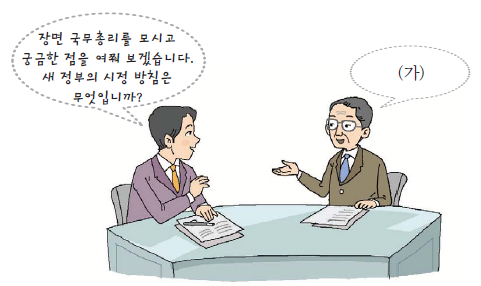 장면 국무총리를 모시고
궁금한 점을 여쭤 보겠습니다.
새 정부의 시정 방침은
무엇입니까?
(가)